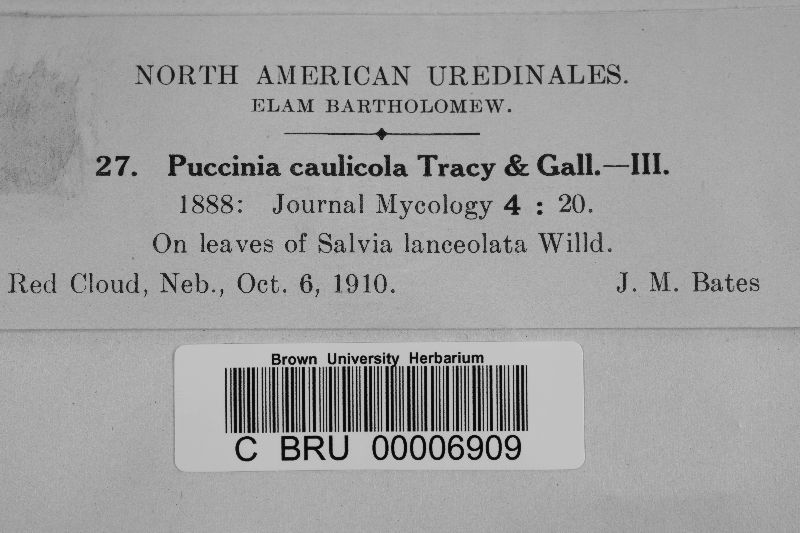 NORTH AMERICAN UREDINALES.
ELAM BARTHOLOMEW.
27. Puccinia caulicola Tracy & Gall.—III.
1888: Journal Mycology 4 : 20.
On leaves of Salvia lanceolata Willd.
Red Cloud, Neb., Oct. 6, 1910. J. M. Bates
Brown University Herbarium
C BRU 00006909